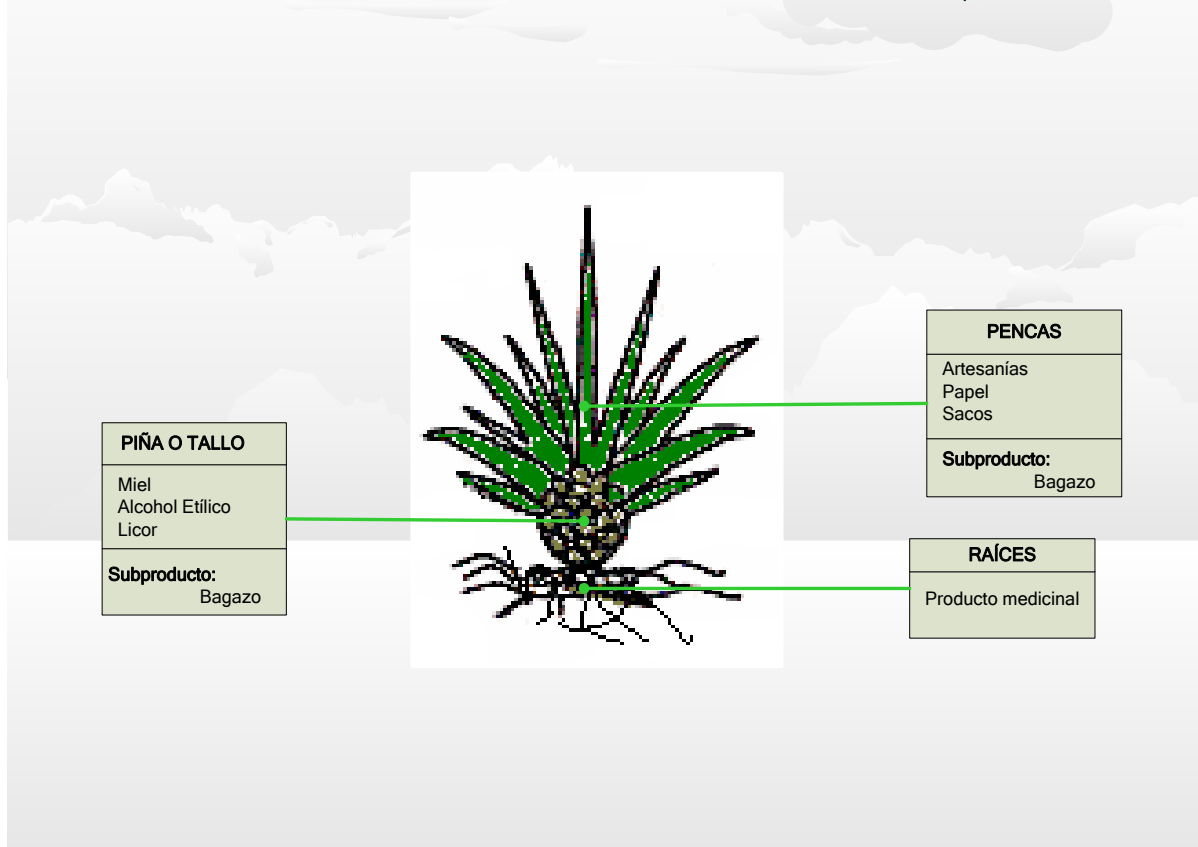 PIÑA O TALLO
Miel
Alcohol Etílico
Licor
Subproducto:
Bagazo
PENCAS
Artesanías
Papel
Sacos
Subproducto:
Bagazo
RAÍCES
Producto medicinal